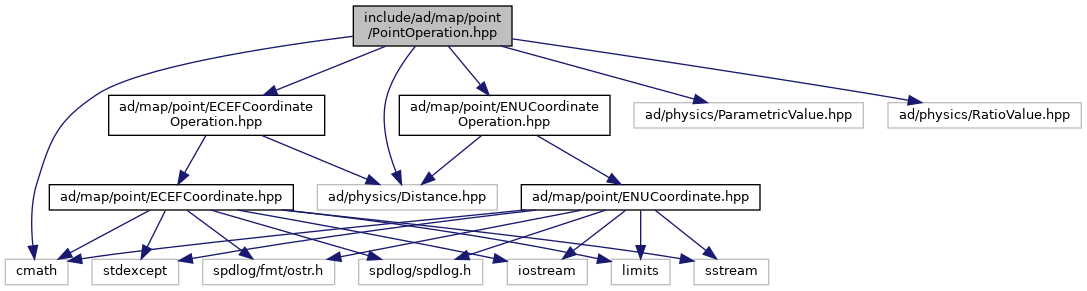 include/ad/map/point
/PointOperation.hpp
ad/map/point/ECEFCoordinate
Operation.hpp
ad/map/point/ENUCoordinate
Operation.hpp
ad/physics/ParametricValue.hpp
ad/physics/RatioValue.hpp
ad/map/point/ECEFCoordinate.hpp
ad/physics/Distance.hpp
ad/map/point/ENUCoordinate.hpp
cmath
stdexcept
spdlog/fmt/ostr.h
spdlog/spdlog.h
iostream
limits
sstream